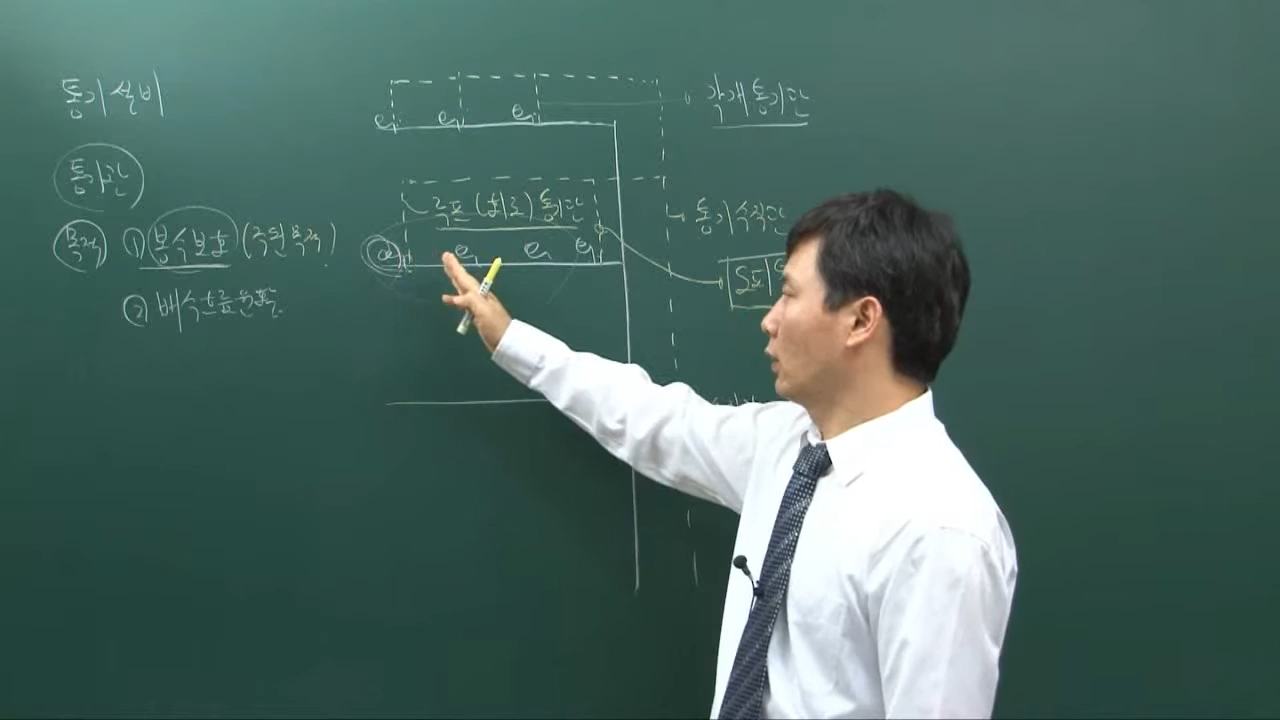 통기설비
통기관
목적 ① 봉수보호 (주된 목적)
② 배수흐름 원활
각개통기관
루프(회로)통기관
통기수직관